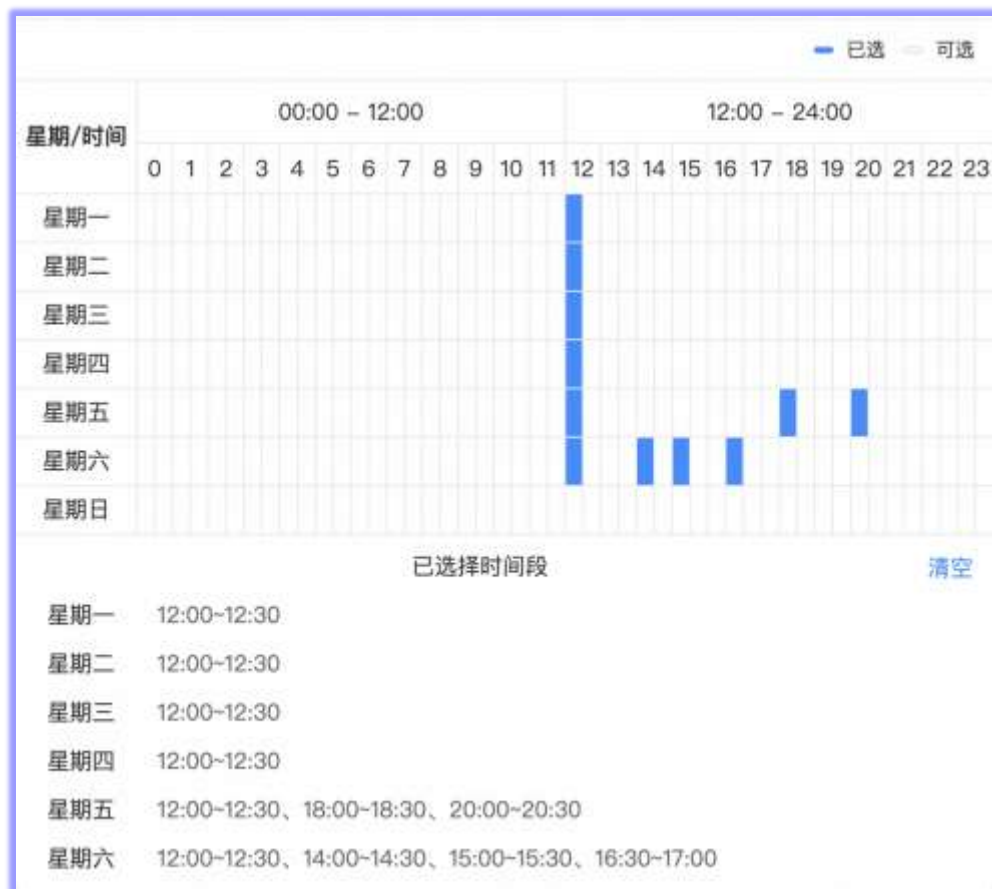 已选 可选
00:00 – 12:00 12:00 – 24:00
星期/时间
0 1 2 3 4 5 6 7 8 9 10 11 12 13 14 15 16 17 18 19 20 21 22 23
星期一
星期二
星期三
星期四
星期五
星期六
星期日
已选择时间段 清空
星期一 12:00~12:30
星期二 12:00~12:30
星期三 12:00~12:30
星期四 12:00~12:30
星期五 12:00~12:30、18:00~18:30、20:00~20:30
星期六 12:00~12:30、14:00~14:30、15:00~15:30、16:30~17:00